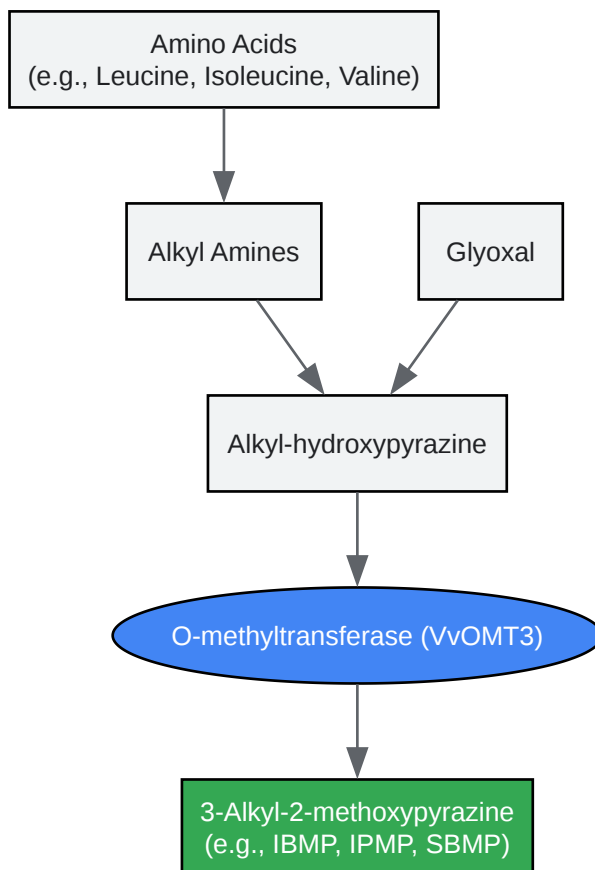 Amino Acids
(e.g., Leucine, Isoleucine, Valine)
Alkyl Amines
Glyoxal
Alkyl-hydroxypyrazine
O-methyltransferase (VvOMT3)
3-Alkyl-2-methoxypyrazine
(e.g., IBMP, IPMP, SBMP)